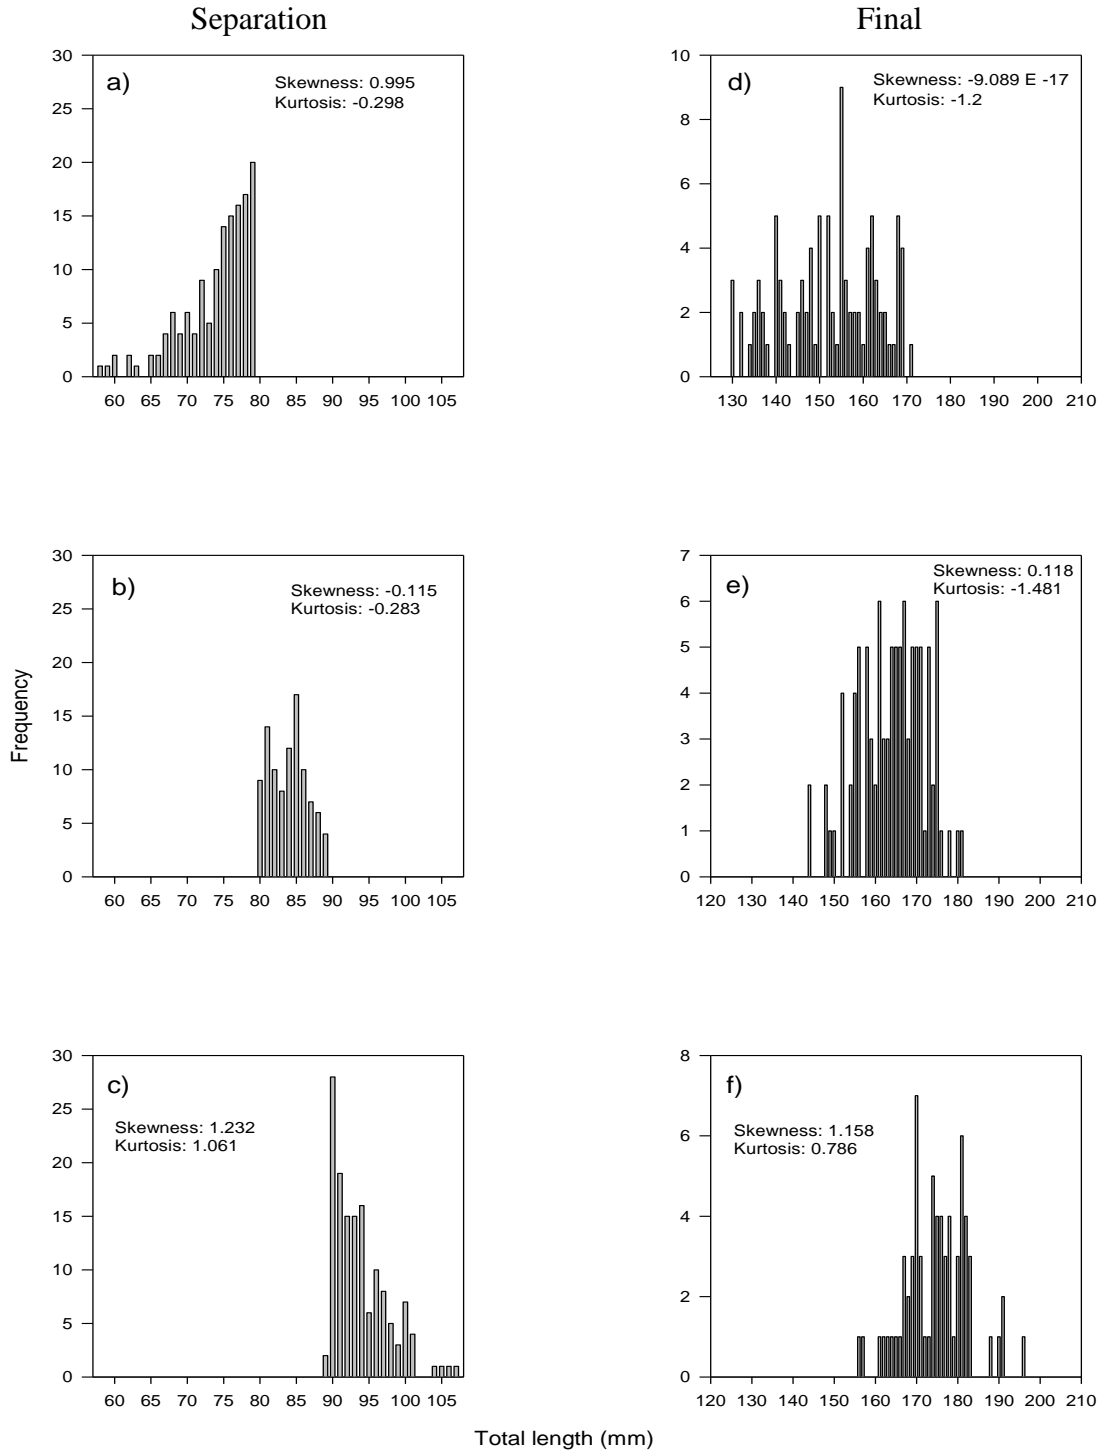 Separation
Final
a)
Skewness: 0.995
Kurtosis: -0.298
30
25
20
15
10
5
0
60 65 70 75 80 85 90 95 100 105
d)
Skewness: -9.089 E -17
Kurtosis: -1.2
10
8
6
4
2
0
130 140 150 160 170 180 190 200 210
Frequency
b)
Skewness: -0.115
Kurtosis: -0.283
30
25
20
15
10
5
0
60 65 70 75 80 85 90 95 100 105
e)
Skewness: 0.118
Kurtosis: -1.481
7
6
5
4
3
2
1
0
120 130 140 150 160 170 180 190 200 210
c)
Skewness: 1.232
Kurtosis: 1.061
30
25
20
15
10
5
0
60 65 70 75 80 85 90 95 100 105
f)
Skewness: 1.158
Kurtosis: 0.786
8
6
4
2
0
120 130 140 150 160 170 180 190 200 210
Total length (mm)